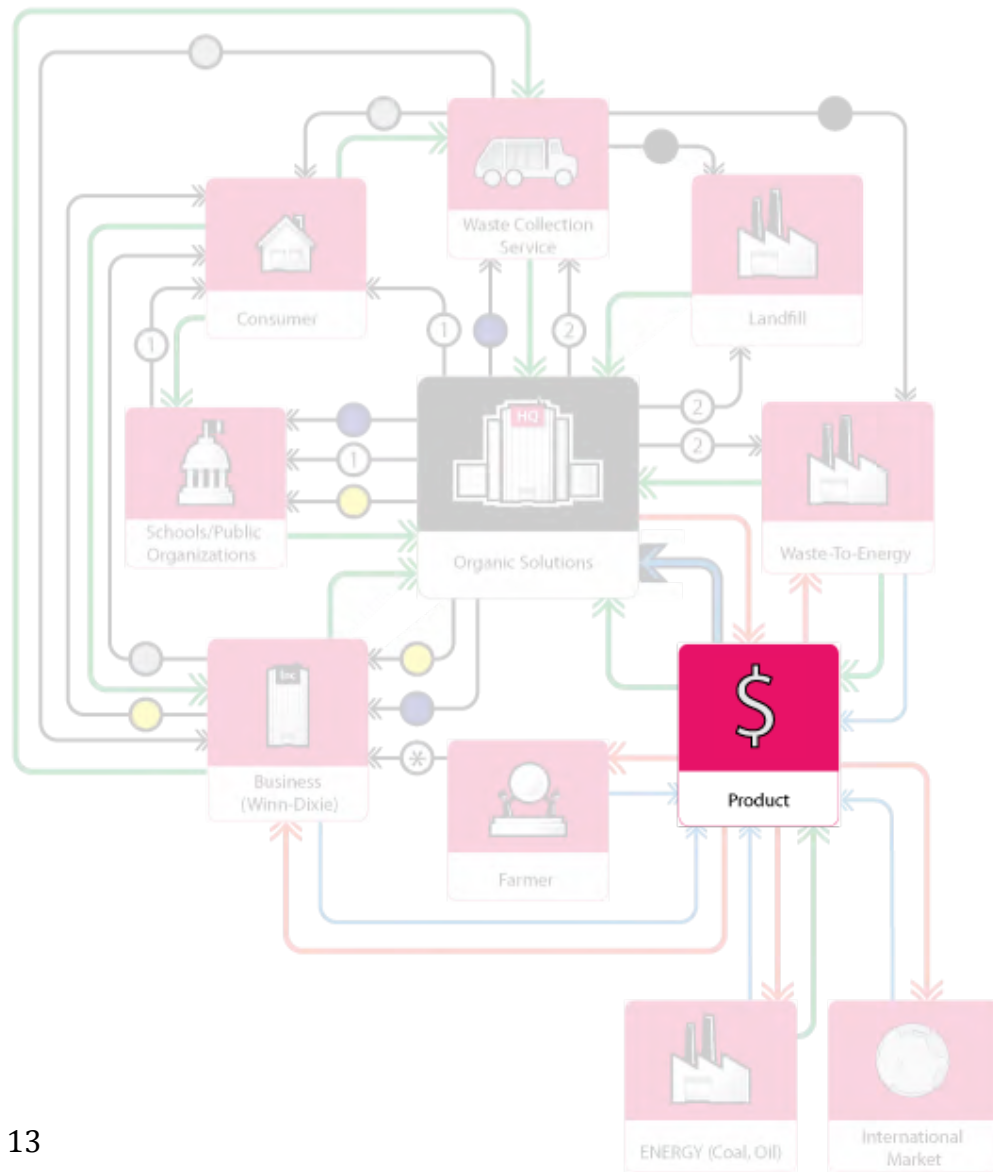 Waste Collection
Service
Consumer
Landfill
1
1
2
2
2
HQ
1
Schools/Public
Organizations
Organic Solutions
Waste-To-Energy
Inc
$
*
Business
(Winn-Dixie)
Product
Farmer
ENERGY (Coal, Oil)
International
Market
13